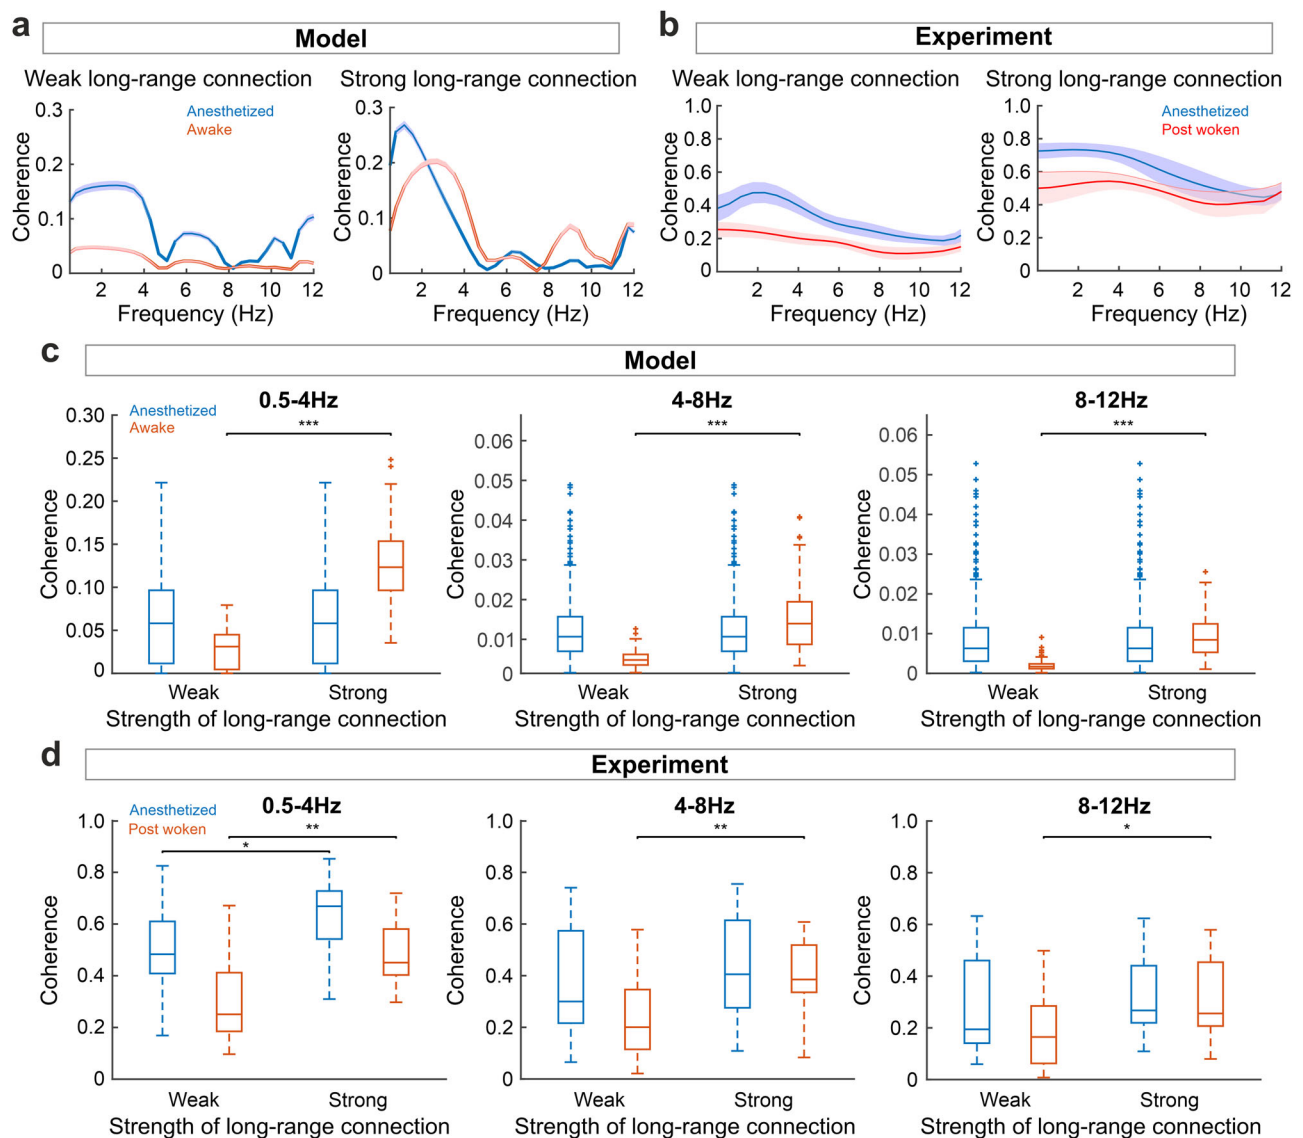 a
Model
Weak long-range connection
Strong long-range connection
Anesthetized
Awake
Coherence
0.3
0.2
0.1
0
2 4 6 8 10 12
Frequency (Hz)
Coherence
0.3
0.2
0.1
0
2 4 6 8 10 12
Frequency (Hz)
b
Experiment
Weak long-range connection
Strong long-range connection
Coherence
1.0
0.8
0.6
0.4
0.2
0
2 4 6 8 10 12
Frequency (Hz)
Anesthetized
Post woken
Coherence
1.0
0.8
0.6
0.4
0.2
0
2 4 6 8 10 12
Frequency (Hz)
c
Model
0.5-4Hz
Anesthetized
Awake
***
Coherence
0.30
0.25
0.20
0.15
0.10
0.05
0
Weak Strong
Strength of long-range connection
4-8Hz
***
Coherence
0.06
0.05
0.04
0.03
0.02
0.01
0
Weak Strong
Strength of long-range connection
8-12Hz
***
Coherence
0.06
0.05
0.04
0.03
0.02
0.01
0
Weak Strong
Strength of long-range connection
d
Experiment
0.5-4Hz
Anesthetized
Post woken
**
*
Coherence
1.0
0.8
0.6
0.4
0.2
0
Weak Strong
Strength of long-range connection
4-8Hz
**
Coherence
1.0
0.8
0.6
0.4
0.2
0
Weak Strong
Strength of long-range connection
8-12Hz
*
Coherence
1.0
0.8
0.6
0.4
0.2
0
Weak Strong
Strength of long-range connection